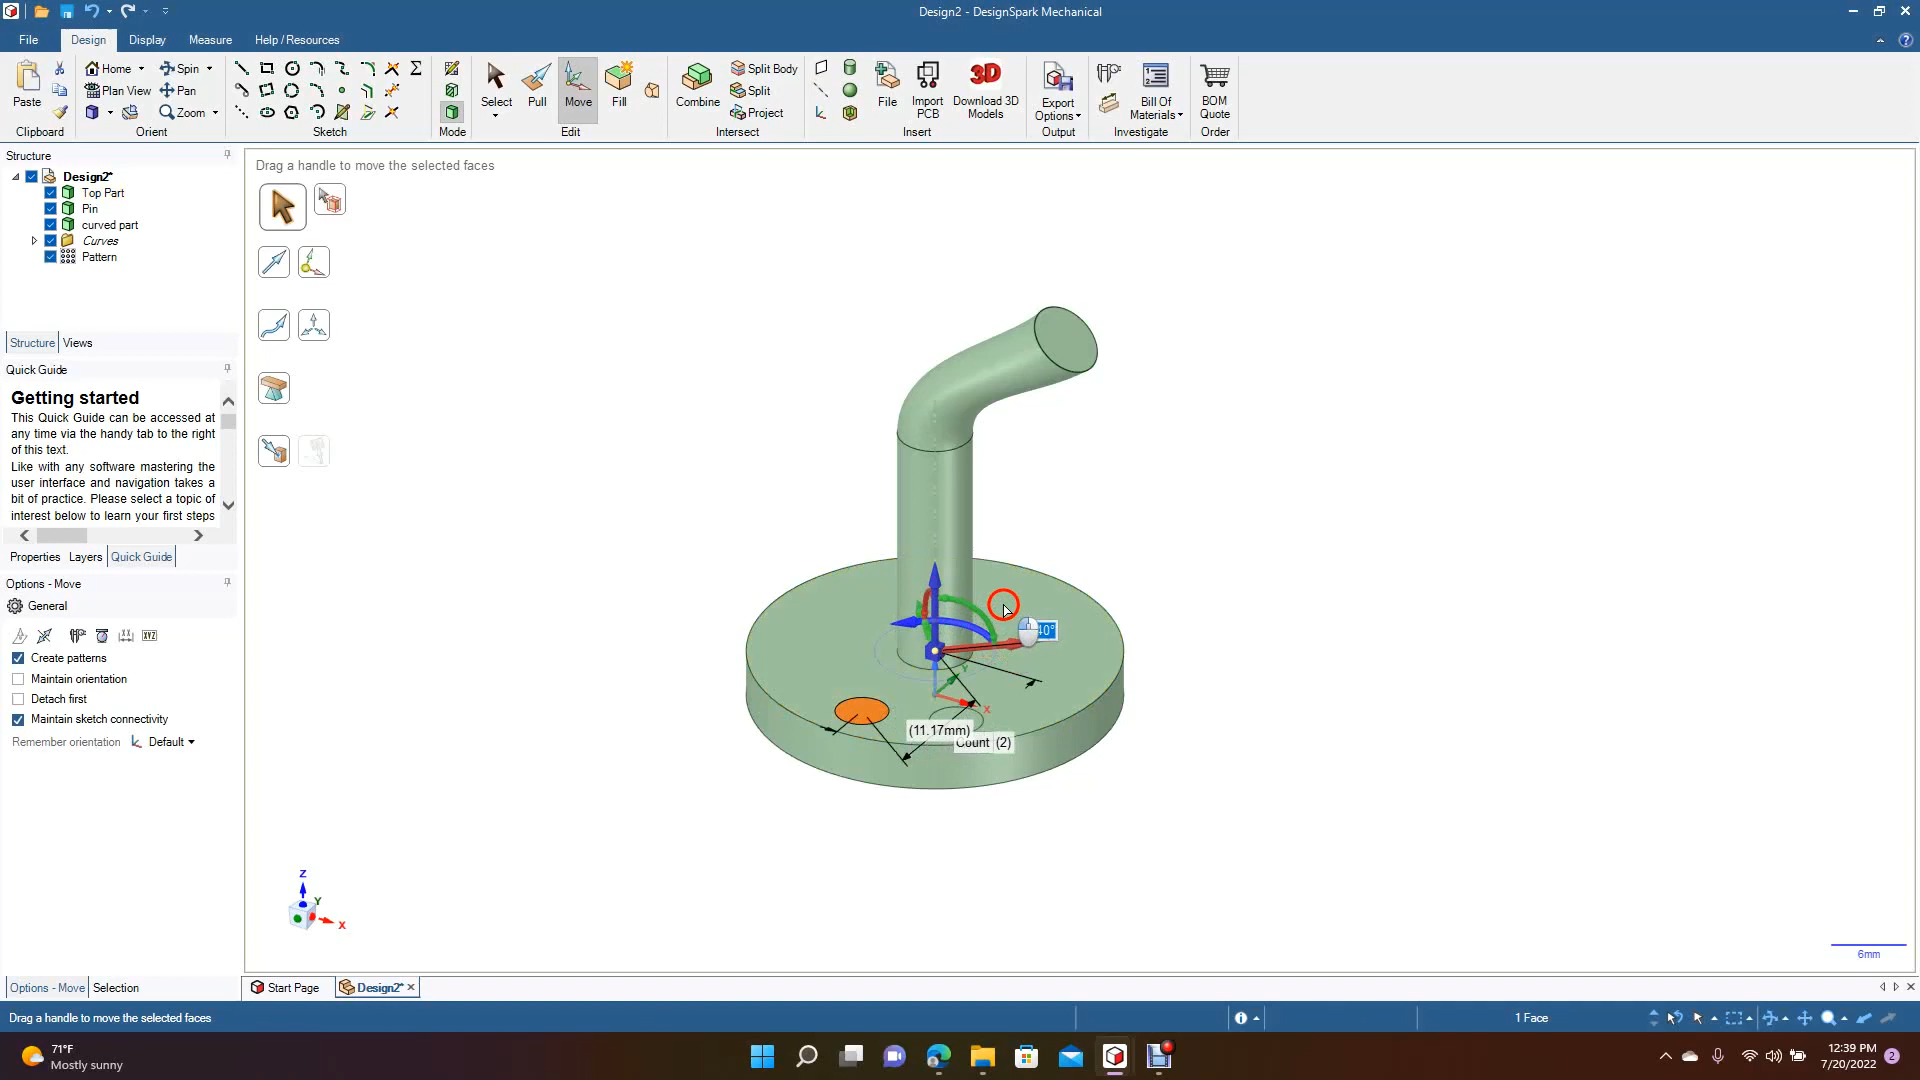 Design2 - DesignSpark Mechanical
File
Design
Display
Measure
Help / Resources
Paste
Home
Plan View
Spin
Pan
Zoom
Select
Pull
Move
Fill
Combine
Split Body
Split
Project
File
Import
PCB
Download 3D
Models
Export
Options
Bill Of
Materials
BOM
Quote
Clipboard
Orient
Sketch
Mode
Edit
Intersect
Insert
Output
Investigate
Order
Structure
Design2*
Top Part
Pin
curved part
Curves
Pattern
Structure
Views
Quick Guide
Getting started
This Quick Guide can be accessed at
any time via the handy tab to the right
of this text.
Like with any software mastering the
user interface and navigation takes a
bit of practice. Please select a topic of
interest below to learn your first steps
Properties
Layers
Quick Guide
Options - Move
General
XYZ
Create patterns
Maintain orientation
Detach first
Maintain sketch connectivity
Remember orientation
Default
Options - Move
Selection
Drag a handle to move the selected faces
Y
X
(11.17mm)
Count (2)
Z
Y
X
6mm
Start Page
Design2*
Drag a handle to move the selected faces
1 Face
71°F
Mostly sunny
12:39 PM
7/20/2022
2